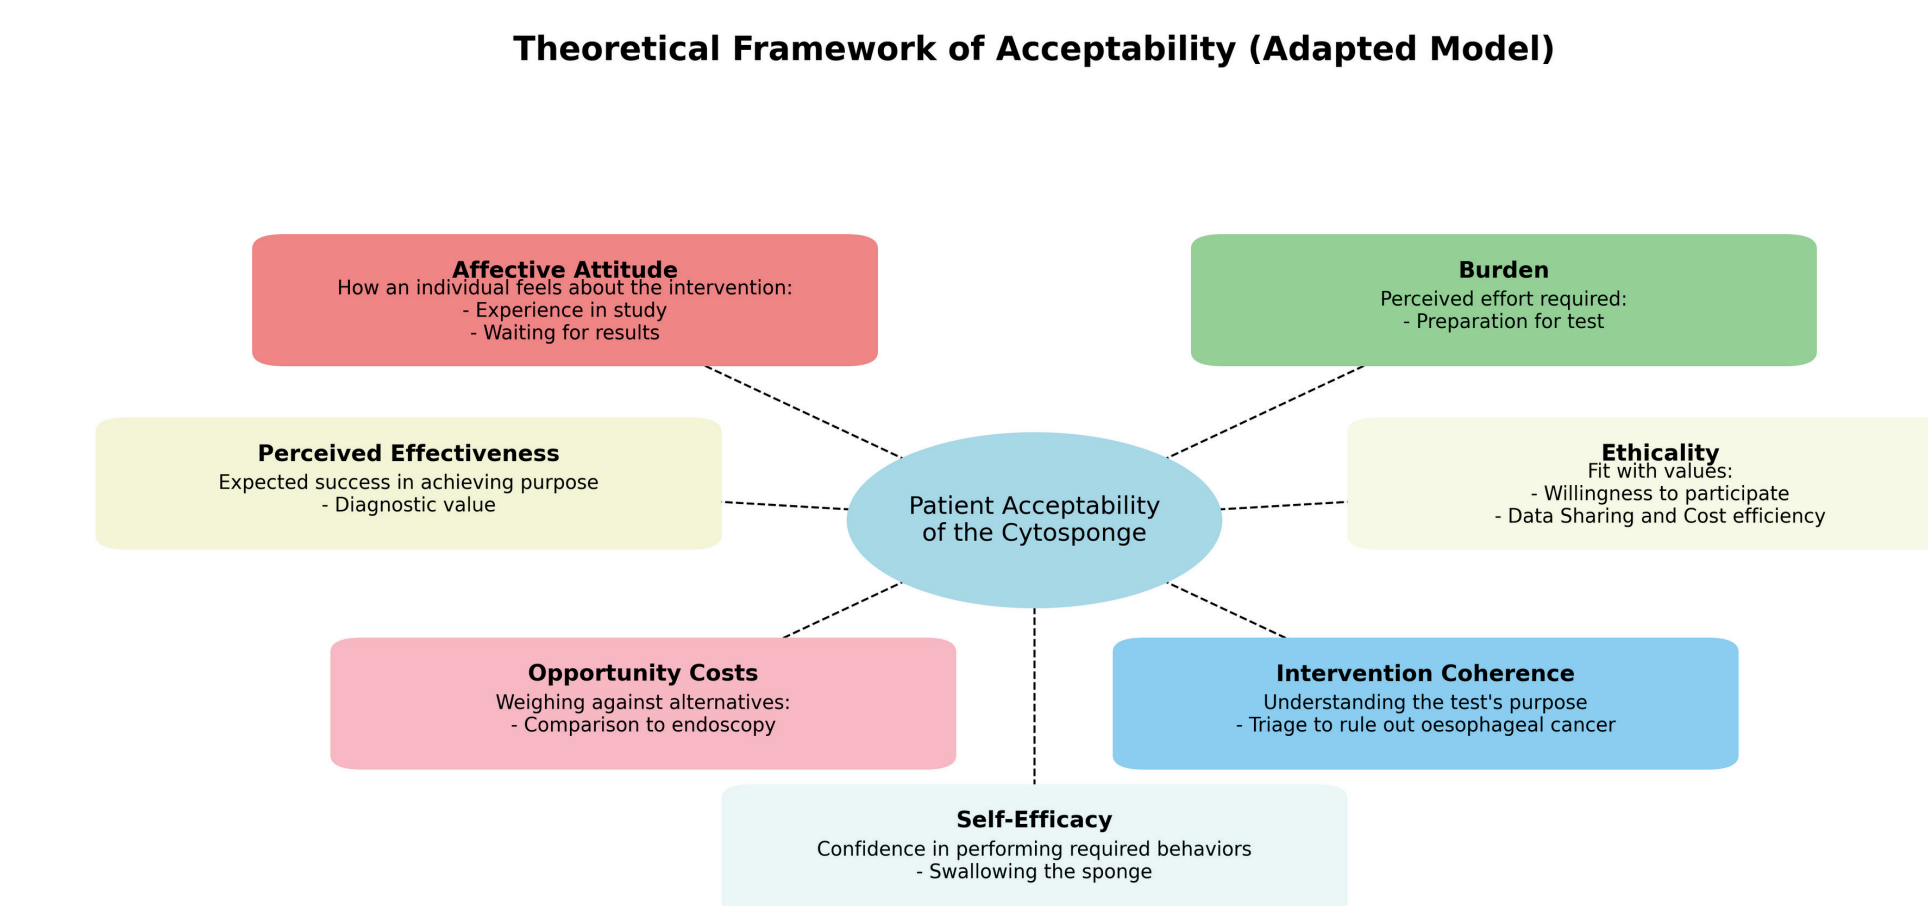 Theoretical Framework of Acceptability (Adapted Model)
Affective Attitude
How an individual feels about the intervention:
- Experience in study
- Waiting for results
Burden
Perceived effort required:
- Preparation for test
Perceived Effectiveness
Expected success in achieving purpose
- Diagnostic value
Patient Acceptability
of the Cytosponge
Ethicality
Fit with values:
- Willingness to participate
- Data Sharing and Cost efficiency
Opportunity Costs
Weighing against alternatives:
- Comparison to endoscopy
Intervention Coherence
Understanding the test's purpose
- Triage to rule out oesophageal cancer
Self-Efficacy
Confidence in performing required behaviors
- Swallowing the sponge